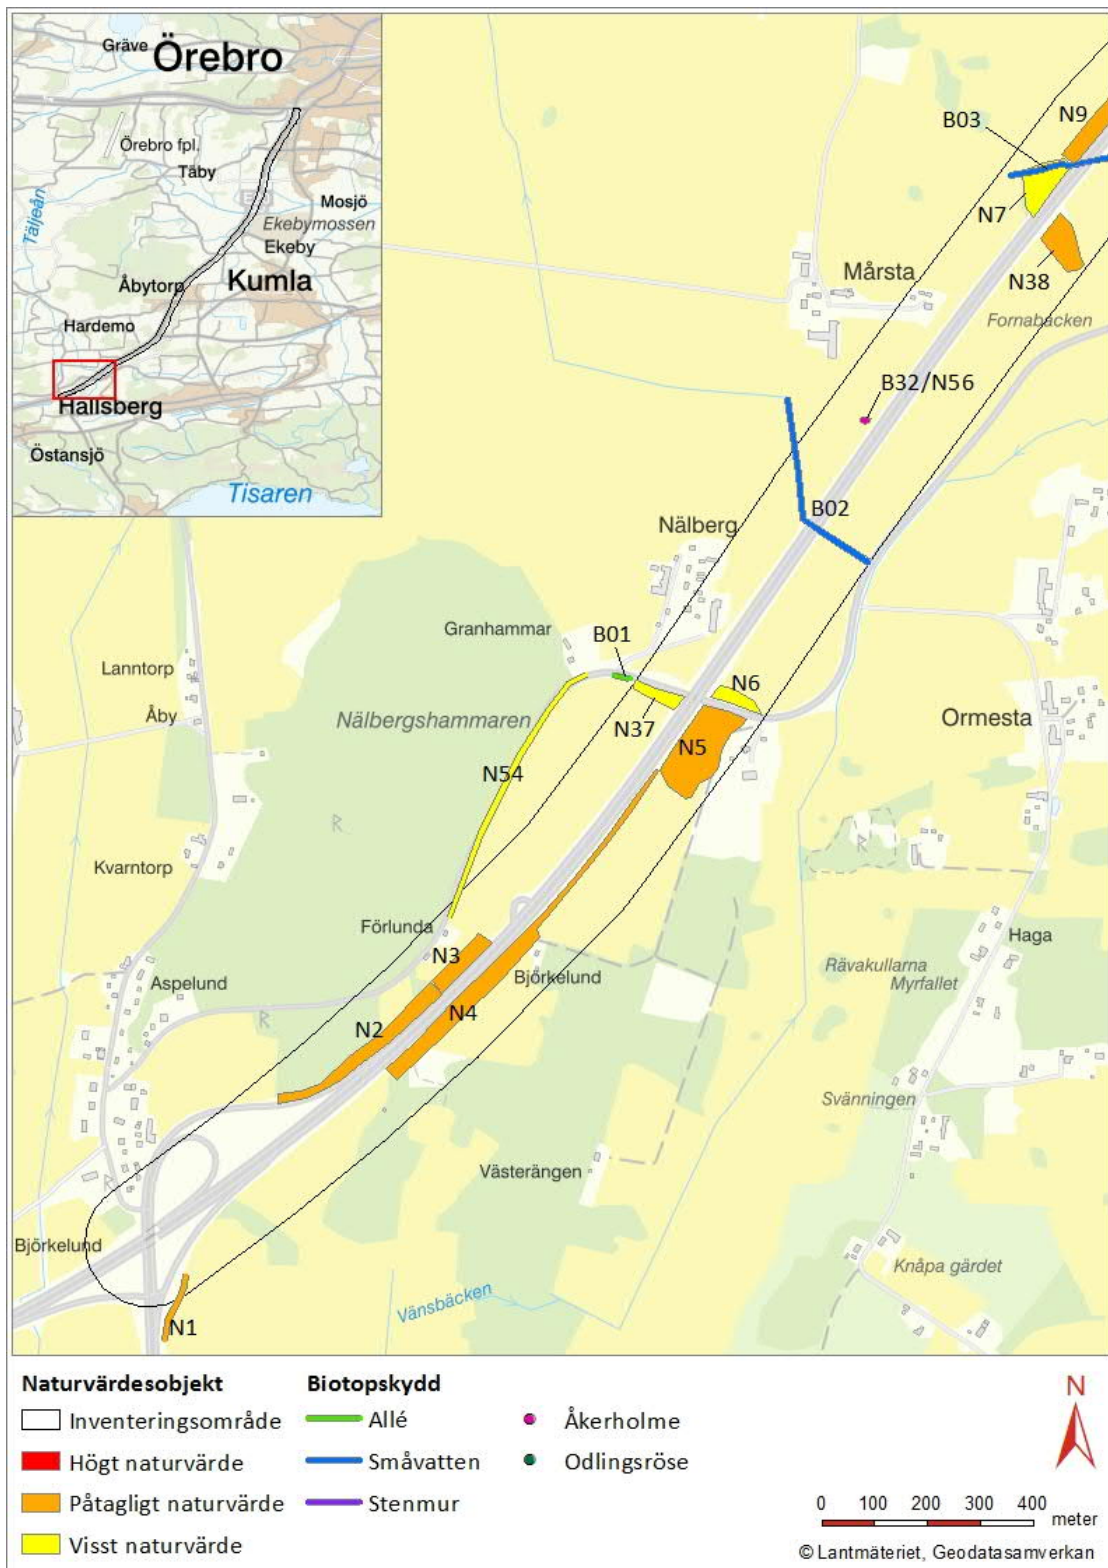 Gräve
Örebro
Örebro fpl.
Täby
Täljeån
Mosjö
Ekebymossen
Ekeby
Åbytorp
Kumla
Hardemo
Hallsberg
Östansjö
Tisaren
B03
N9
N7
N38
Mårsta
Fornabäcken
B32/N56
B02
Nälberg
Granhammar
B01
N6
Lanntorp
Åby
Nälbergshammaren
N37
N5
Ormesta
N54
R
R
Kvarntorp
Förlunda
Haga
N3
Björkelund
Rävakullarna
Myrfallet
Aspelund
N4
N2
R
Svänningen
Västerängen
R
Björkelund
Knåpa gärdet
Vänsbäcken
N1
Naturvärdesobjekt
Inventeringsområde
Högt naturvärde
Påtagligt naturvärde
Visst naturvärde
Biotopskydd
Allé
Småvatten
Stenmur
Åkerholme
Odlingsröse
N
0 100 200 300 400
meter
© Lantmäteriet, Geodatasamverkan